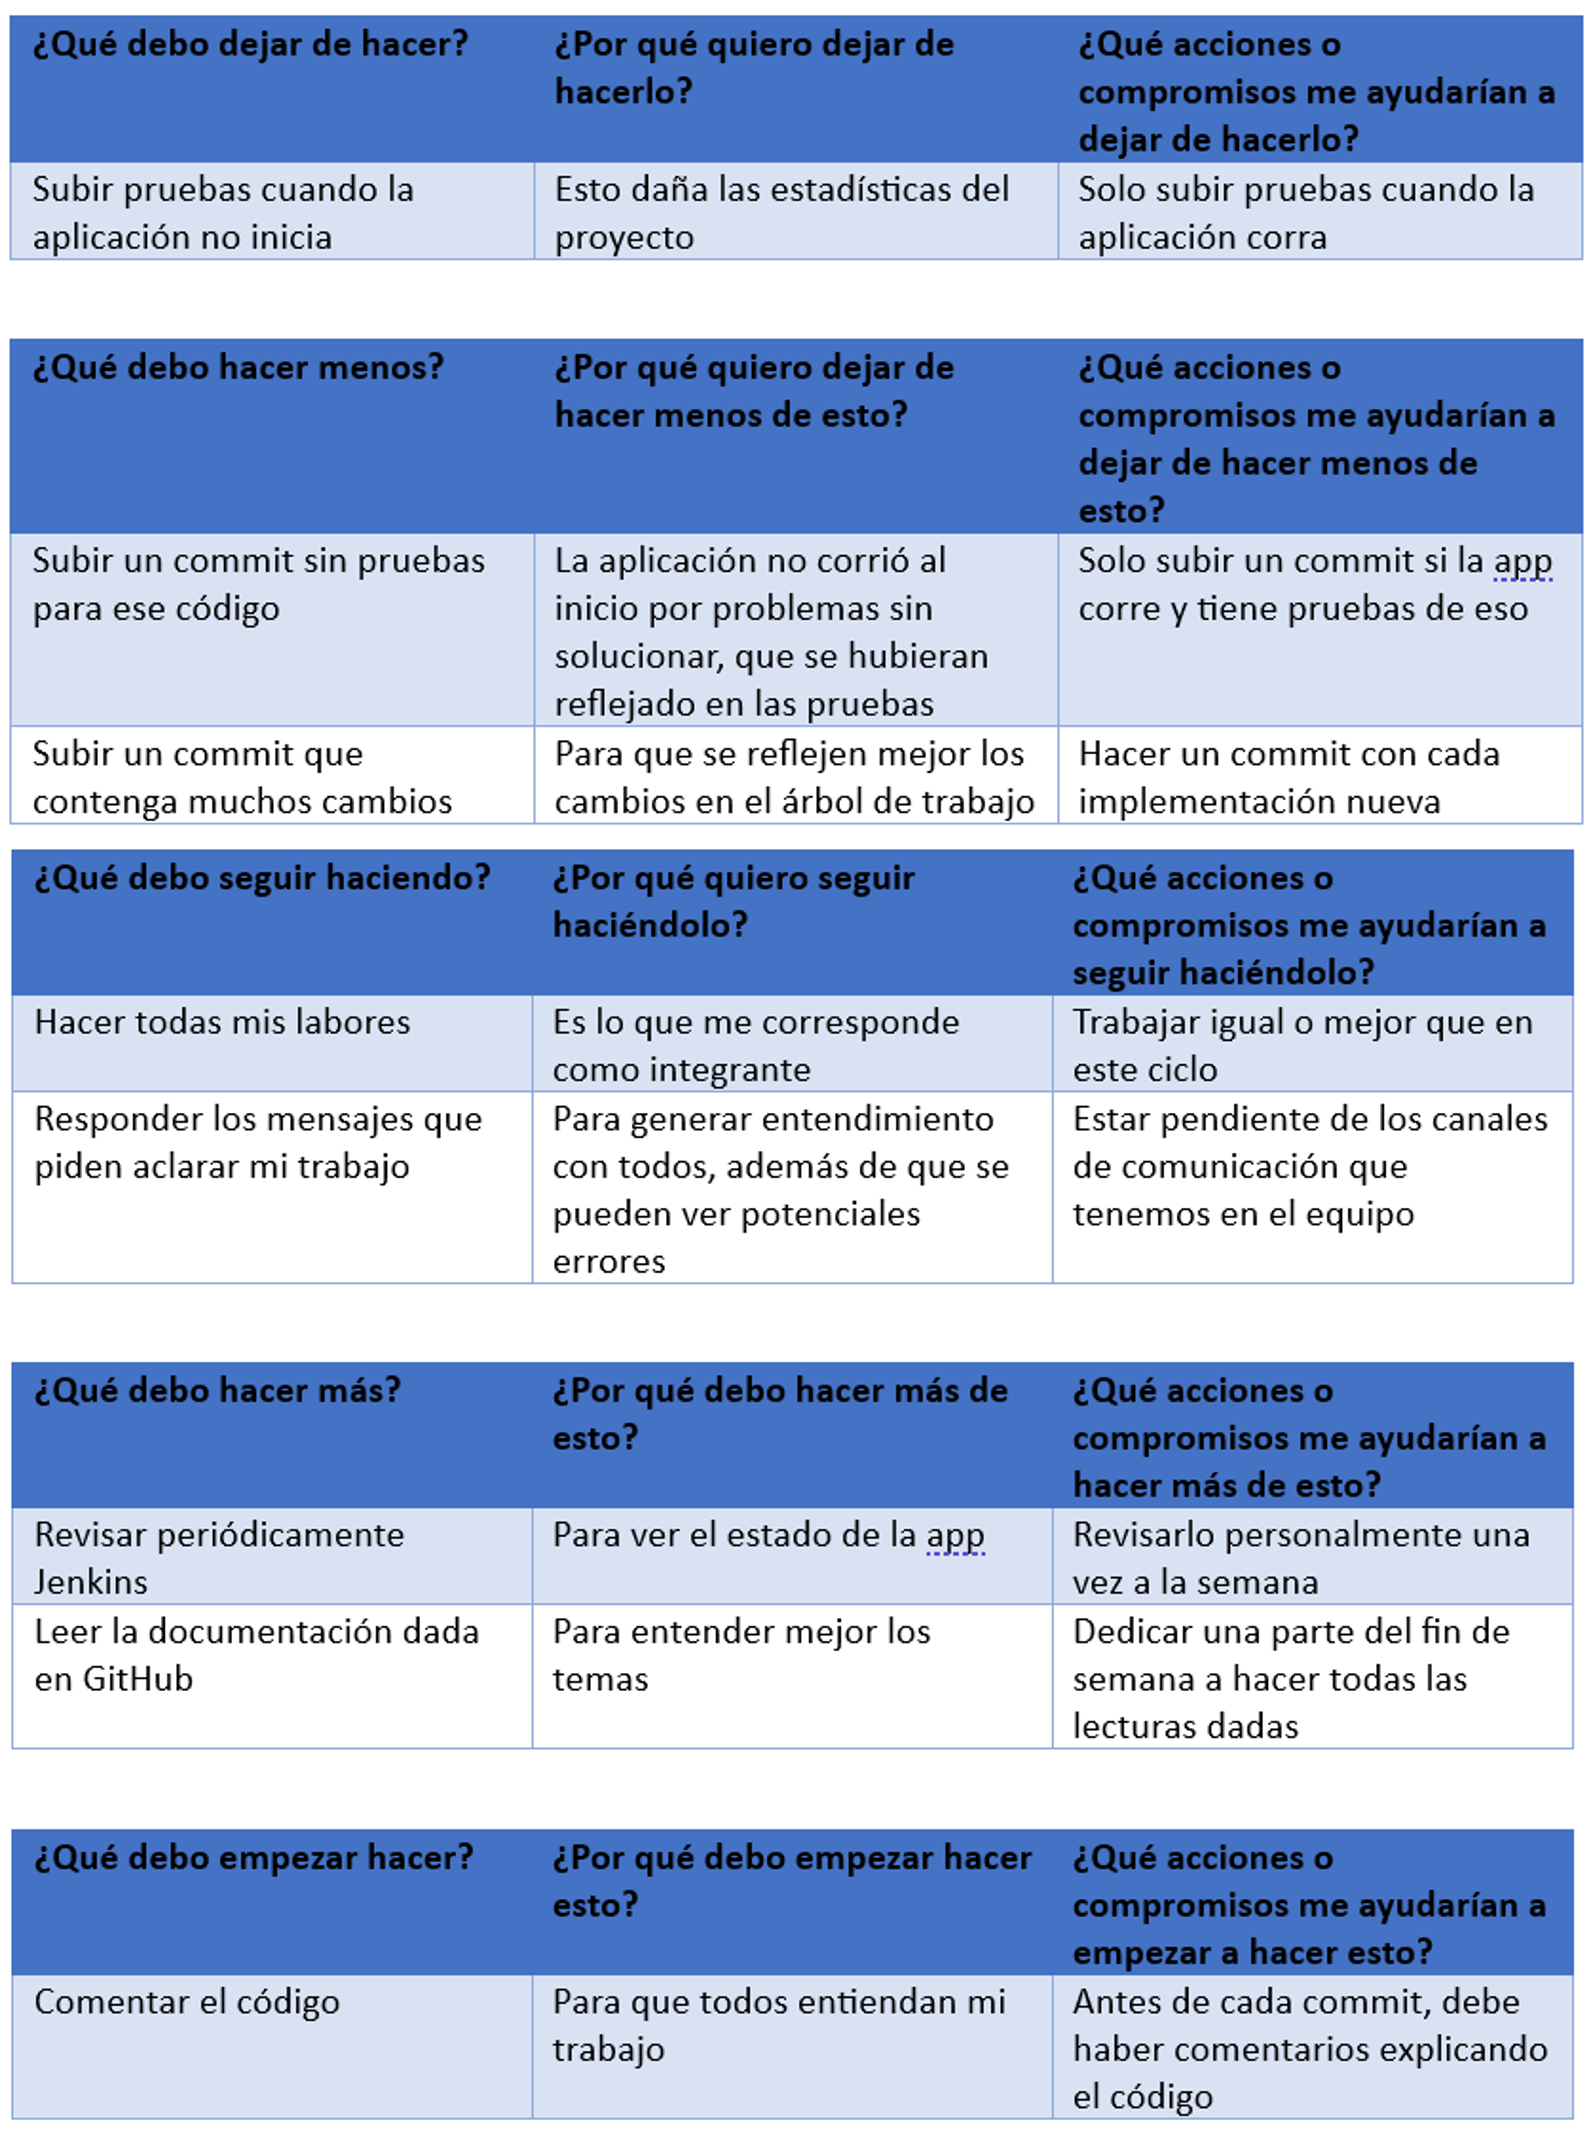 ¿Qué debo dejar de hacer?
¿Por qué quiero dejar de
hacerlo?
¿Qué acciones o
compromisos me ayudarían a
dejar de hacerlo?
Subir pruebas cuando la
aplicación no inicia
Esto daña las estadísticas del
proyecto
Solo subir pruebas cuando la
aplicación corra
¿Qué debo hacer menos?
¿Por qué quiero dejar de
hacer menos de esto?
¿Qué acciones o
compromisos me ayudarían a
dejar de hacer menos de
esto?
Subir un commit sin pruebas
para ese código
La aplicación no corrió al
inicio por problemas sin
solucionar, que se hubieran
reflejado en las pruebas
Solo subir un commit si la app
corre y tiene pruebas de eso
Subir un commit que
contenga muchos cambios
Para que se reflejen mejor los
cambios en el árbol de trabajo
Hacer un commit con cada
implementación nueva
¿Qué debo seguir haciendo?
¿Por qué quiero seguir
haciéndolo?
¿Qué acciones o
compromisos me ayudarían a
seguir haciéndolo?
Hacer todas mis labores
Es lo que me corresponde
como integrante
Trabajar igual o mejor que en
este ciclo
Responder los mensajes que
piden aclarar mi trabajo
Para generar entendimiento
con todos, además de que se
pueden ver potenciales
errores
Estar pendiente de los canales
de comunicación que
tenemos en el equipo
¿Qué debo hacer más?
¿Por qué debo hacer más de
esto?
¿Qué acciones o
compromisos me ayudarían a
hacer más de esto?
Revisar periódicamente
Jenkins
Para ver el estado de la app
Revisarlo personalmente una
vez a la semana
Leer la documentación dada
en GitHub
Para entender mejor los
temas
Dedicar una parte del fin de
semana a hacer todas las
lecturas dadas
¿Qué debo empezar hacer?
¿Por qué debo empezar hacer
esto?
¿Qué acciones o
compromisos me ayudarían a
empezar a hacer esto?
Comentar el código
Para que todos entiendan mi
trabajo
Antes de cada commit, debe
haber comentarios explicando
el código